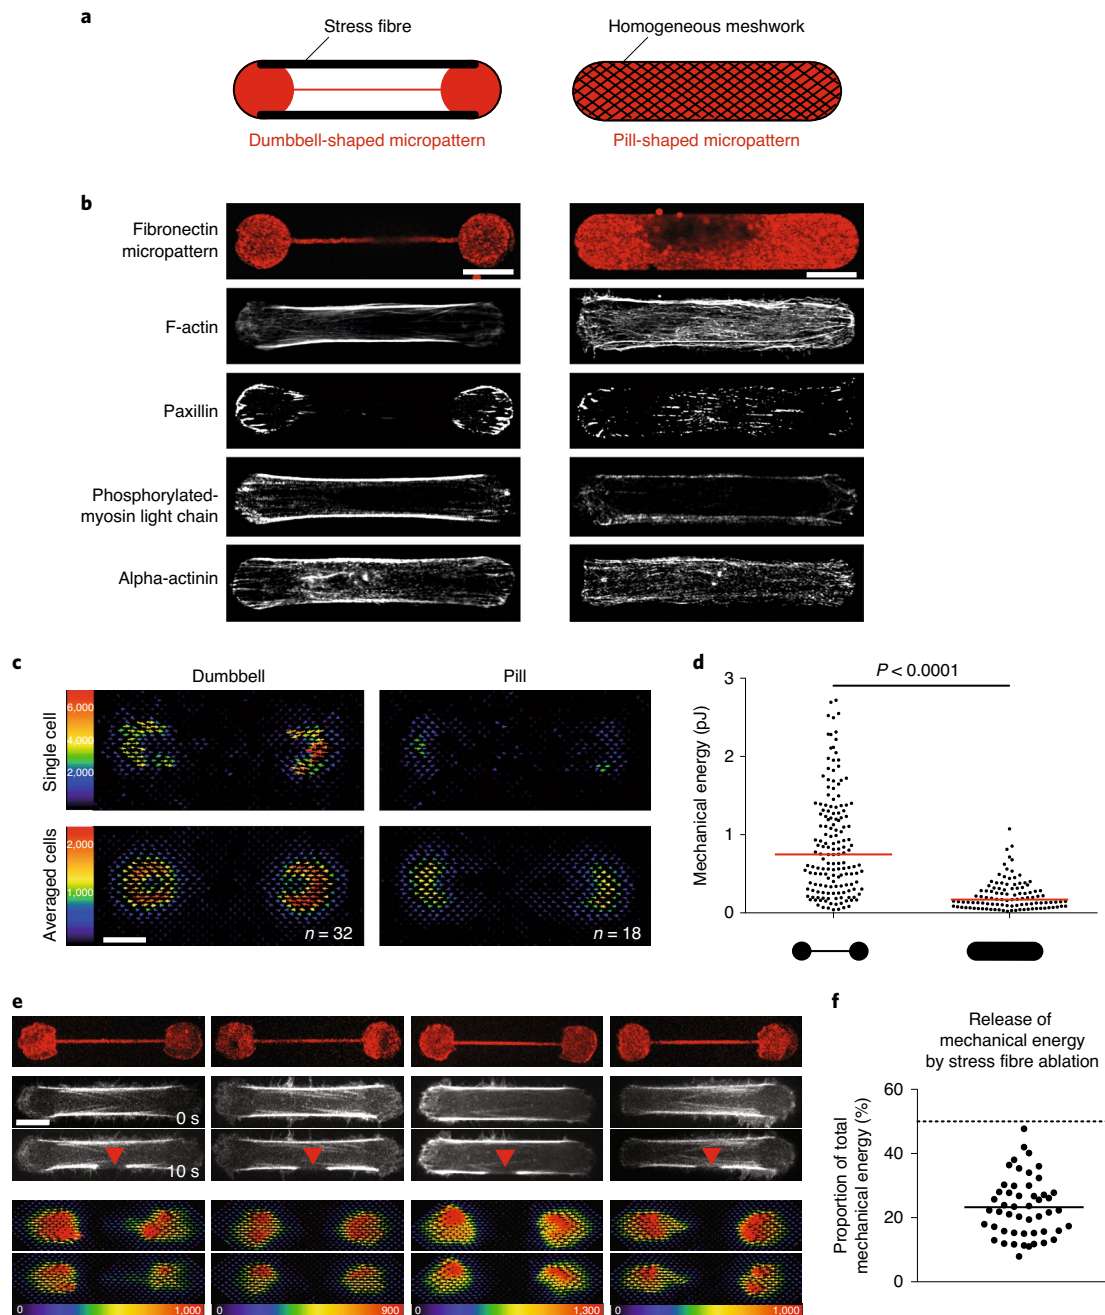 a
Stress fibre
Homogeneous meshwork
Dumbbell-shaped micropattern
Pill-shaped micropattern
b
Fibronectin
micropattern
F-actin
Paxillin
Phosphorylated-
myosin light chain
Alpha-actinin
c
Dumbbell
Pill
Single cell
6,000
4,000
2,000
Averaged cells
2,000
1,000
n = 32
n = 18
d
P < 0.0001
Mechanical energy (pJ)
3
2
1
0
e
0 s
10 s
0 1,000
0 900
0 1,300
0 1,000
f
Release of
mechanical energy
by stress fibre ablation
Proportion of total
mechanical energy (%)
60
40
20
0